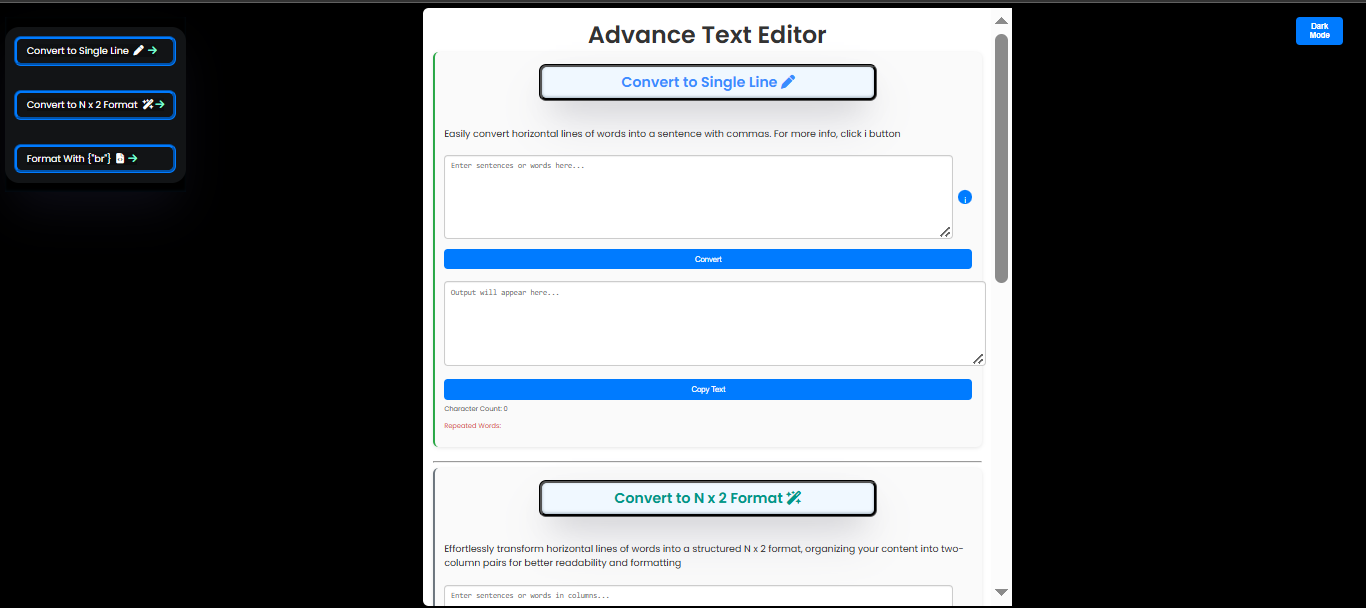 Convert to Single Line
Convert to N x 2 Format
Format With {"br"}
Advance Text Editor
Dark
Mode
Convert to Single Line
Easily convert horizontal lines of words into a sentence with commas. For more info, click i button
Enter sentences or words here...
i
Convert
Output will appear here...
Copy Text
Character Count: 0
Repeated Words:
Convert to N x 2 Format
Effortlessly transform horizontal lines of words into a structured N x 2 format, organizing your content into two-
column pairs for better readability and formatting
Enter sentences or words in columns...